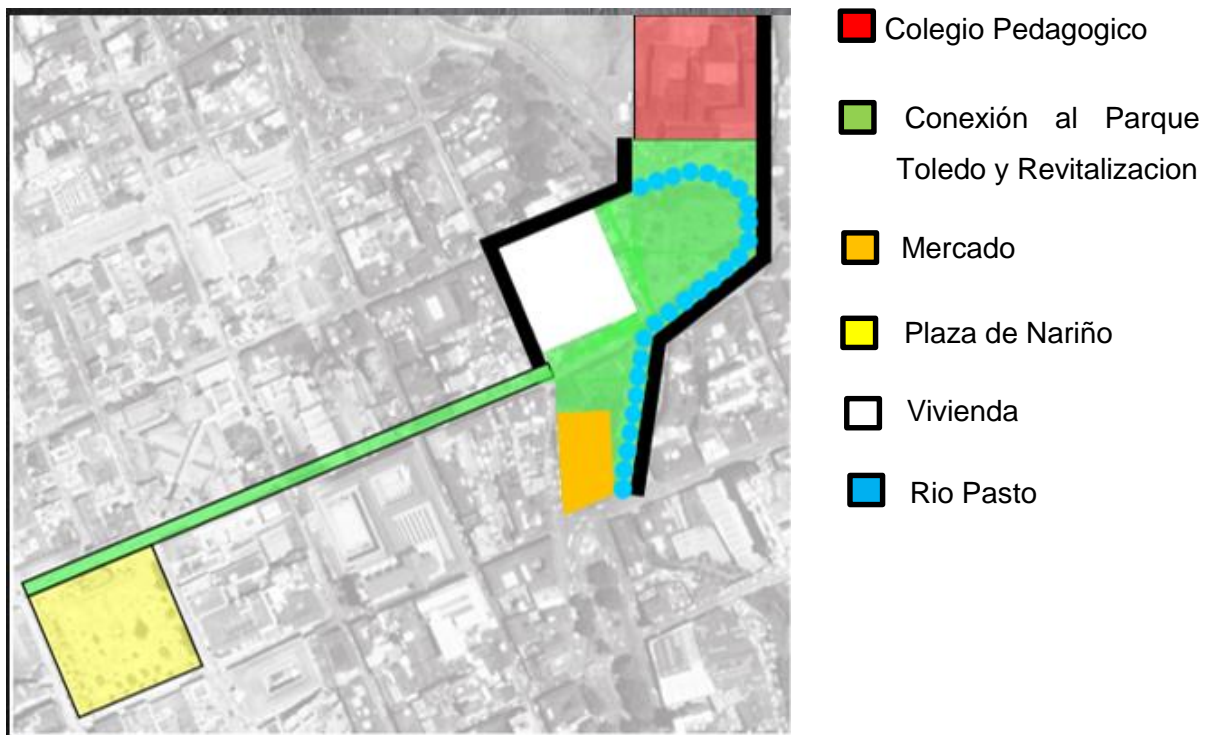 Colegio Pedagogico
Conexión al Parque
Toledo y Revitalizacion
Mercado
Plaza de Nariño
Vivienda
Rio Pasto